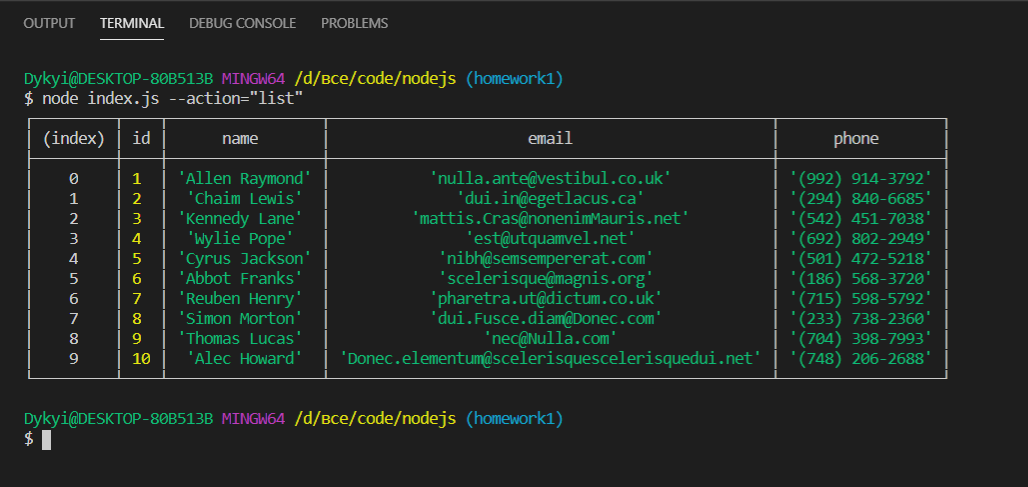 OUTPUT TERMINAL DEBUG CONSOLE PROBLEMS
Dykyi@DESKTOP-80B513B MINGW64 /d/все/code/nodejs (homework1)
$ node index.js --action="list"
(index) id name email phone
0 1 'Allen Raymond' 'nulla.ante@vestibul.co.uk' '(992) 914-3792'
1 2 'Chaim Lewis' 'dui.in@egetlacus.ca' '(294) 840-6685'
2 3 'Kennedy Lane' 'mattis.Cras@nonenimMauris.net' '(542) 451-7038'
3 4 'Wylie Pope' 'est@utquamvel.net' '(692) 802-2949'
4 5 'Cyrus Jackson' 'nibh@semsempererat.com' '(501) 472-5218'
5 6 'Abbot Franks' 'scelerisque@magnis.org' '(186) 568-3720'
6 7 'Reuben Henry' 'pharetra.ut@dictum.co.uk' '(715) 598-5792'
7 8 'Simon Morton' 'dui.Fusce.diam@Donec.com' '(233) 738-2360'
8 9 'Thomas Lucas' 'nec@Nulla.com' '(704) 398-7993'
9 10 'Alec Howard' 'Donec.elementum@scelerisquescelerisquedui.net' '(748) 206-2688'
Dykyi@DESKTOP-80B513B MINGW64 /d/все/code/nodejs (homework1)
$